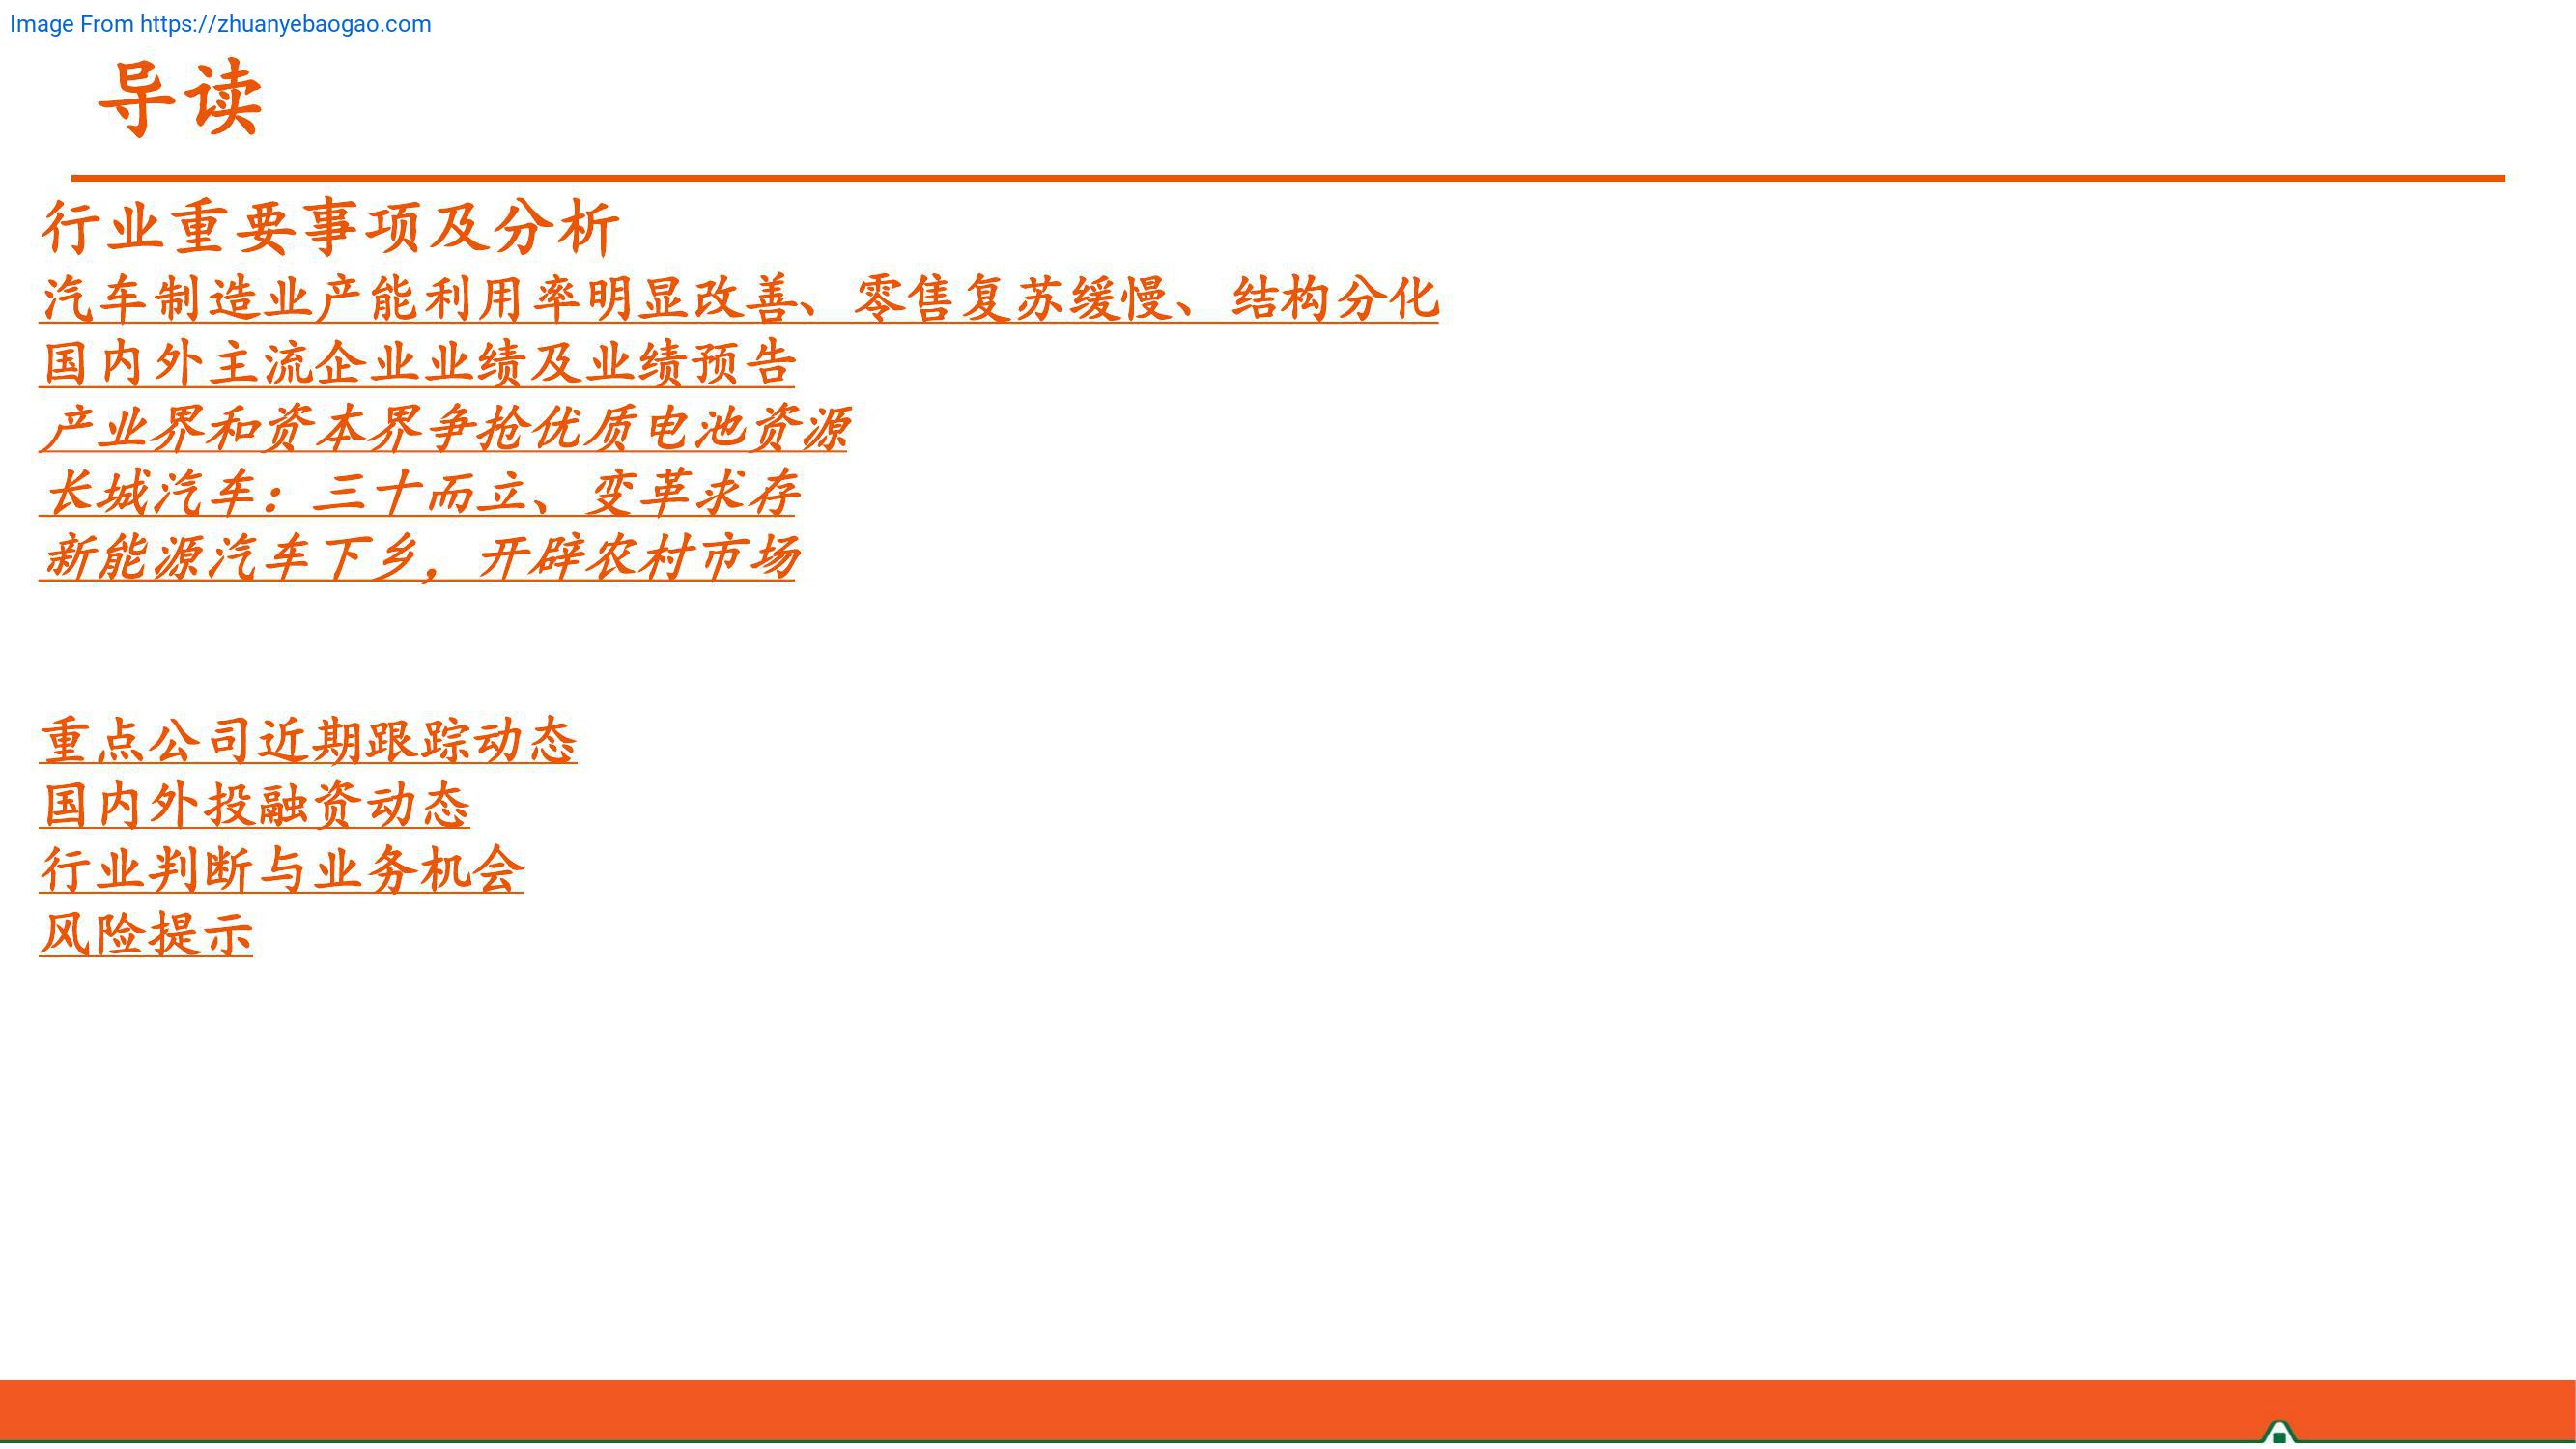 Image From https://zhuanyebaogao.com
导读
行业重要事项及分析
汽车制造业产能利用率明显改善、零售复苏缓慢、结构分化
国内外主流企业业绩及业绩预告
产业界和资本界争抢优质电池资源
长城汽车：三十而立、变革求存
新能源汽车下乡，开辟农村市场
重点公司近期跟踪动态
国内外投融资动态
行业判断与业务机会
风险提示